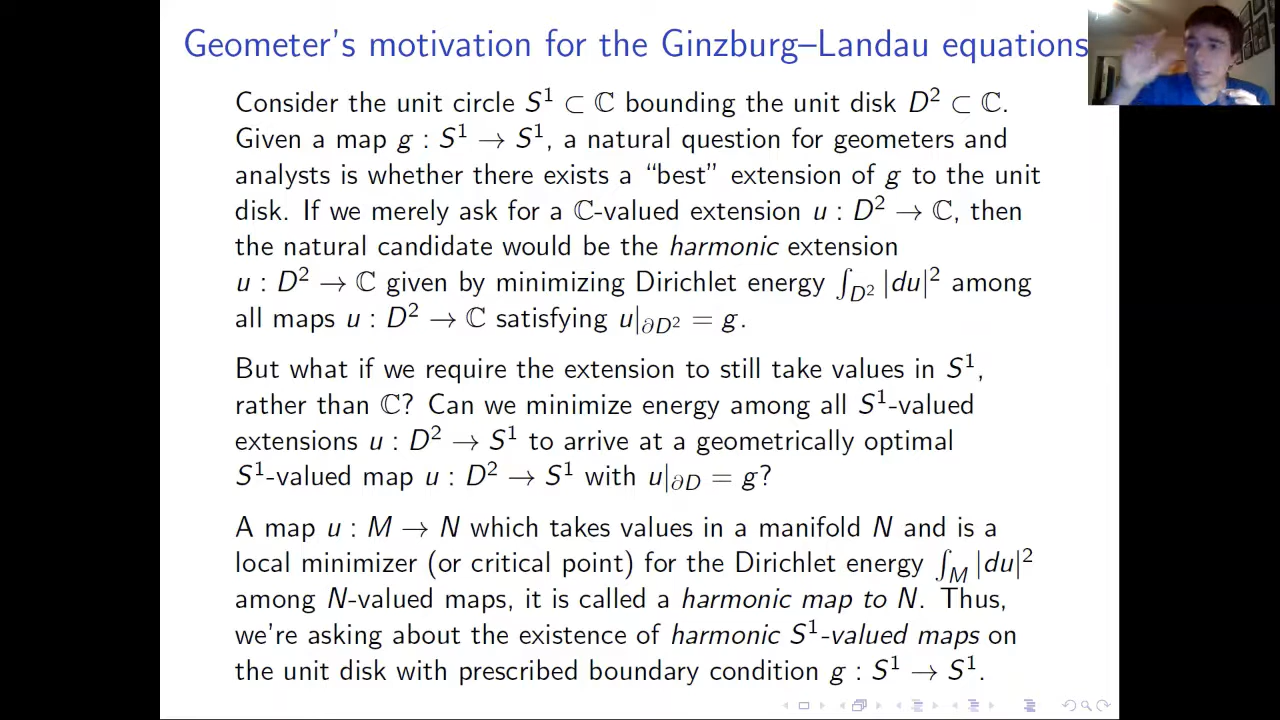 Geometer's motivation for the Ginzburg–Landau equations
Consider the unit circle S¹ ⊂ ℂ bounding the unit disk D² ⊂ ℂ.
Given a map g : S¹ → S¹, a natural question for geometers and
analysts is whether there exists a “best” extension of g to the unit
disk. If we merely ask for a ℂ-valued extension u : D² → ℂ, then
the natural candidate would be the harmonic extension
u : D² → ℂ given by minimizing Dirichlet energy ∫_{D²} |du|² among
all maps u : D² → ℂ satisfying u|_{∂D²} = g.
But what if we require the extension to still take values in S¹,
rather than ℂ? Can we minimize energy among all S¹-valued
extensions u : D² → S¹ to arrive at a geometrically optimal
S¹-valued map u : D² → S¹ with u|_{∂D} = g?
A map u : M → N which takes values in a manifold N and is a
local minimizer (or critical point) for the Dirichlet energy ∫_M |du|²
among N-valued maps, it is called a harmonic map to N. Thus,
we're asking about the existence of harmonic S¹-valued maps on
the unit disk with prescribed boundary condition g : S¹ → S¹.